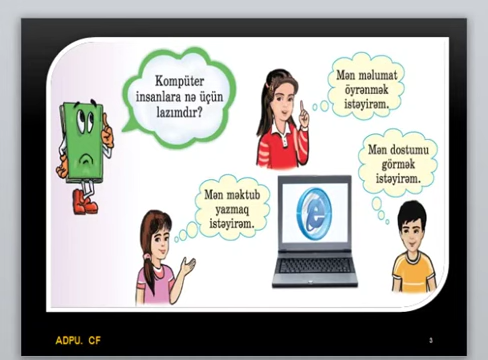 Kompüter
insanlara nə üçün
lazımdır?
Mən məlumat
öyrənmək
istəyirəm.
Mən dostumu
görmək
istəyirəm.
Mən məktub
yazmaq
istəyirəm.
ADPU. CF
3